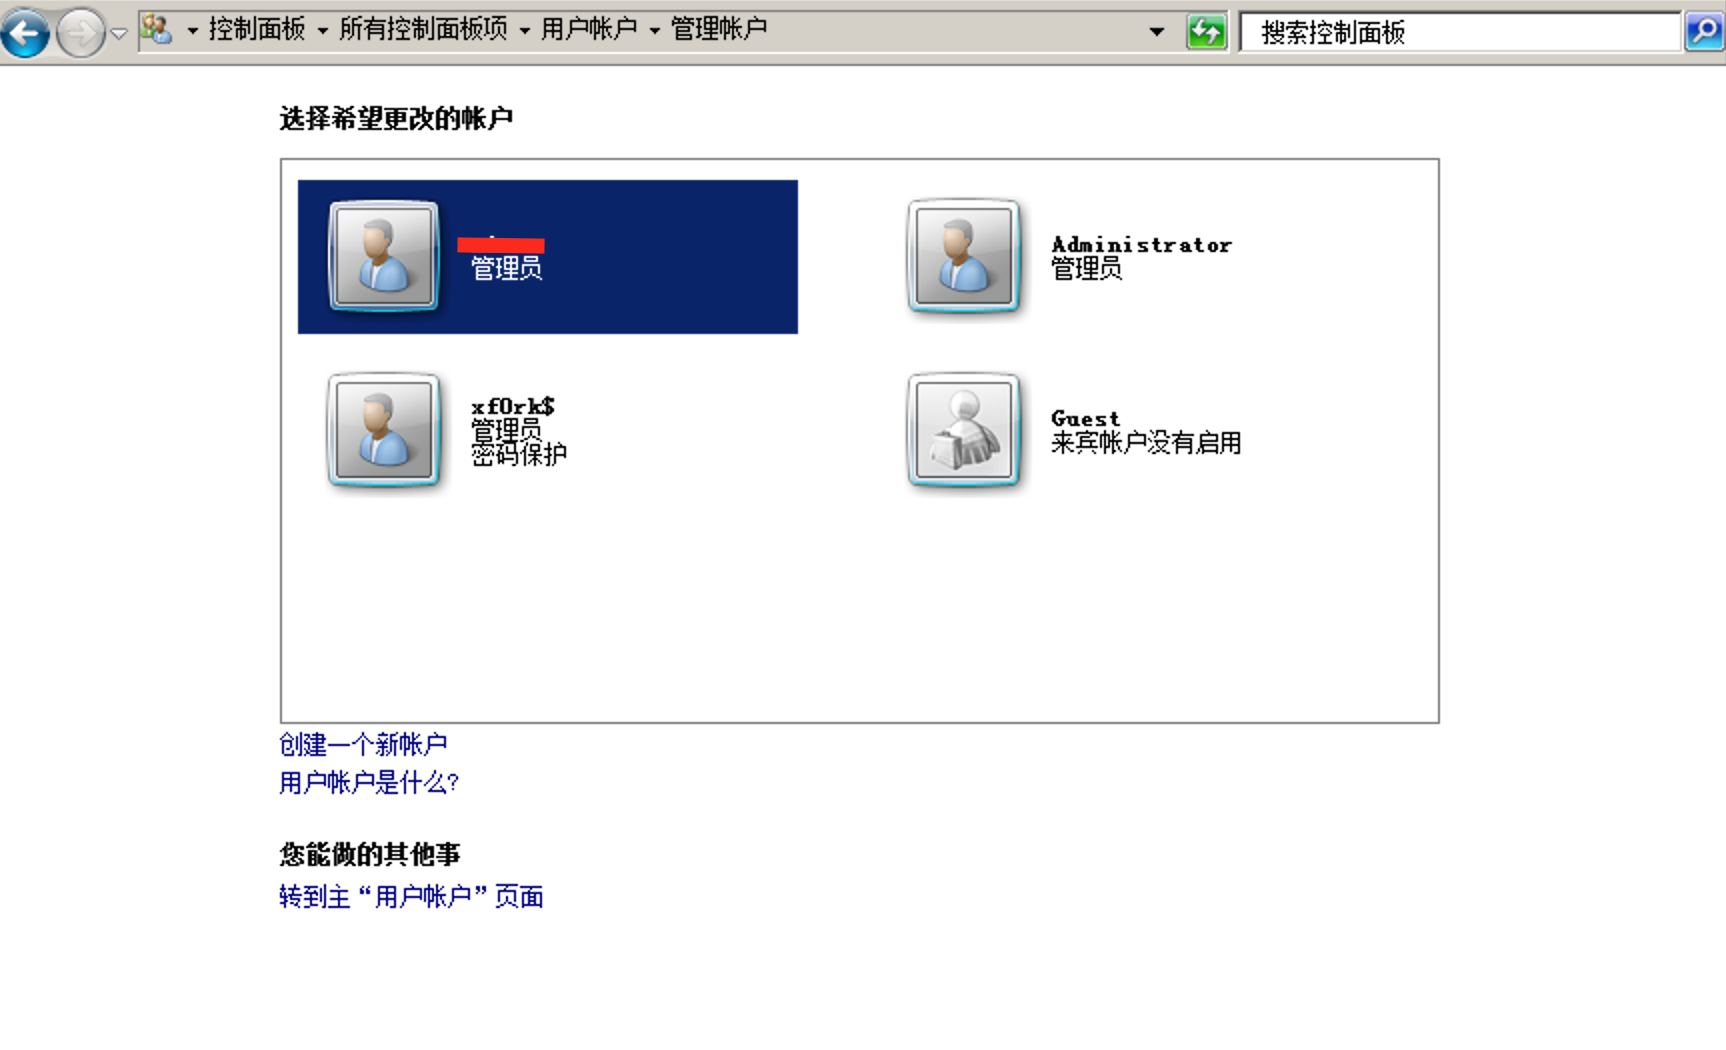 控制面板 所有控制面板项 用户帐户 管理帐户
搜索控制面板
选择希望更改的帐户
管理员
Administrator
管理员
xf0rk$
管理员
密码保护
Guest
来宾帐户没有启用
创建一个新帐户
用户帐户是什么?
您能做的其他事
转到主“用户帐户”页面